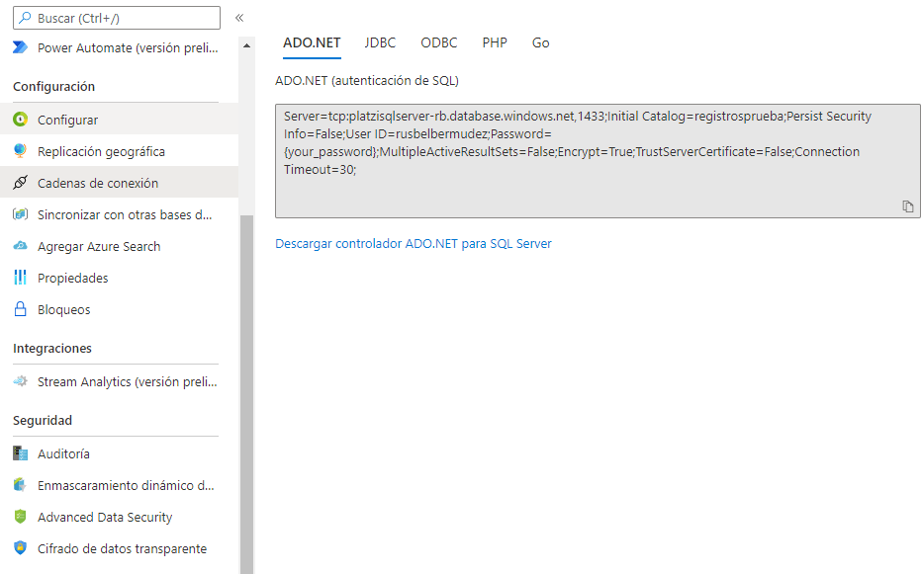 Buscar (Ctrl+/)
«
Power Automate (versión preli...
Configuración
Configurar
Replicación geográfica
Cadenas de conexión
Sincronizar con otras bases d...
Agregar Azure Search
Propiedades
Bloqueos
Integraciones
Stream Analytics (versión preli...
Seguridad
Auditoría
Enmascaramiento dinámico d...
Advanced Data Security
Cifrado de datos transparente
ADO.NET JDBC ODBC PHP Go
ADO.NET (autenticación de SQL)
Server=tcp:platzisqlserver-rb.database.windows.net,1433;Initial Catalog=registrosprueba;Persist Security
Info=False;User ID=rusbelbermudez;Password=
{your_password};MultipleActiveResultSets=False;Encrypt=True;TrustServerCertificate=False;Connection
Timeout=30;
Descargar controlador ADO.NET para SQL Server